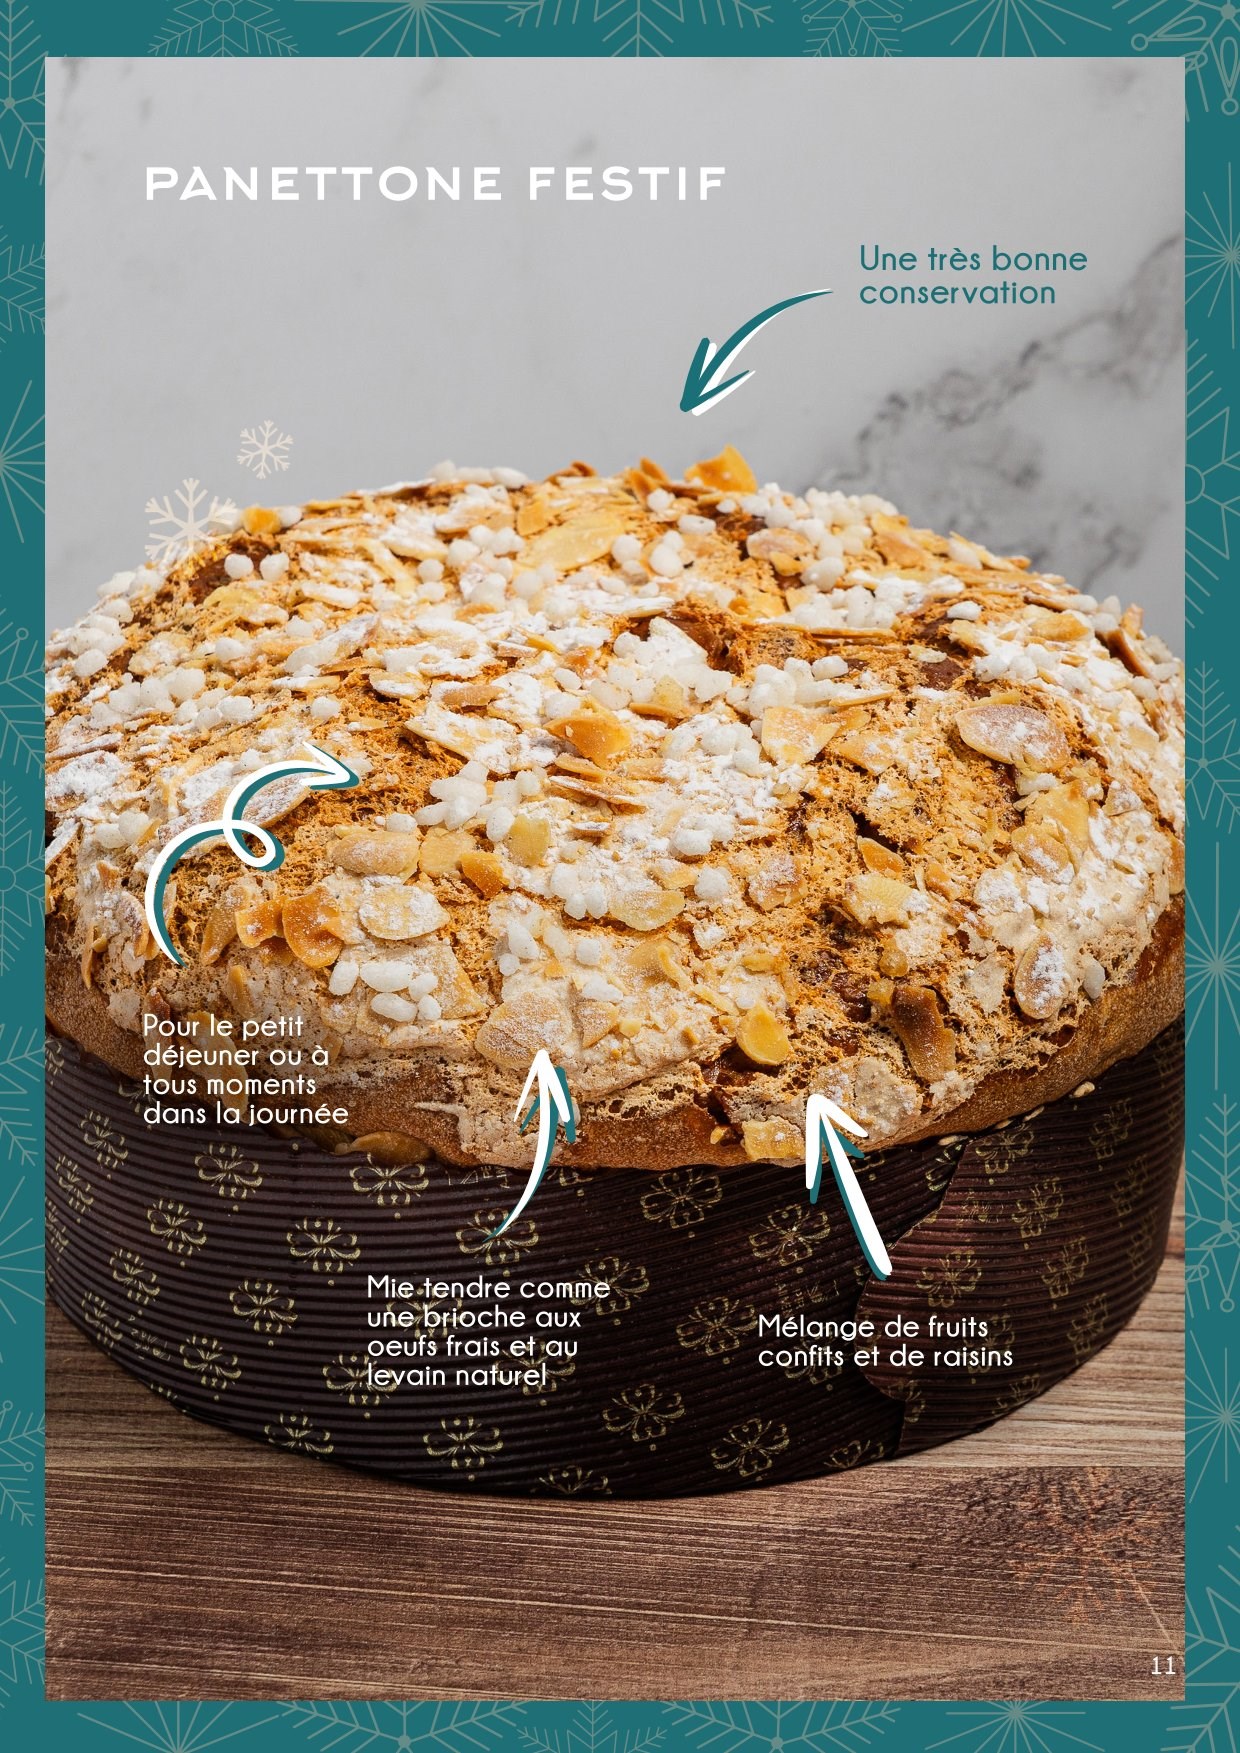 PANETTONE FESTIF
Une très bonne
conservation
Pour le petit
déjeuner ou à
tous moments
dans la journée
Mie tendre comme
une brioche aux
oeufs frais et au
levain naturel
Mélange de fruits
confits et de raisins
11